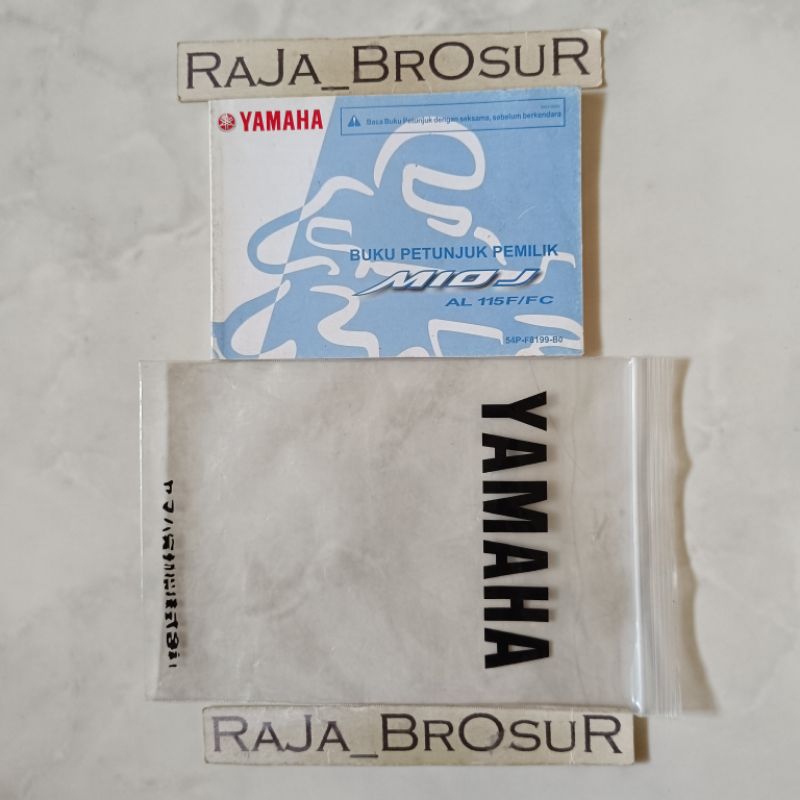 RAJA_BROSUR
YAMAHA
Baca Buku Petunjuk dengan seksama, sebelum berkendara
BUKU PETUNJUK PEMILIK
MIO J
AL 115F/FC
54P-F8199-B0
YAMAHA
RAJA_BROSUR